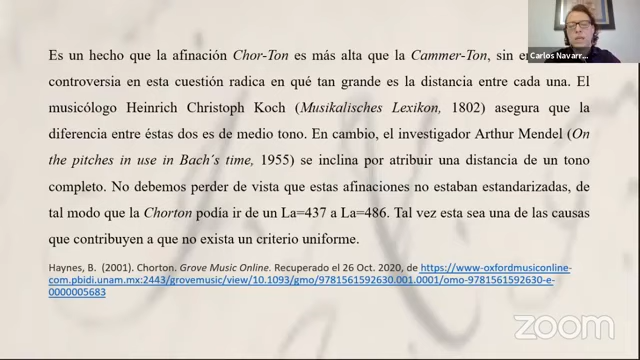 Es un hecho que la afinación Chor-Ton es más alta que la Cammer-Ton, sin
controversia en esta cuestión radica en qué tan grande es la distancia entre cada una. El
musicólogo Heinrich Christoph Koch (Musikalisches Lexikon, 1802) asegura que la
diferencia entre éstas dos es de medio tono. En cambio, el investigador Arthur Mendel (On
the pitches in use in Bach´s time, 1955) se inclina por atribuir una distancia de un tono
completo. No debemos perder de vista que estas afinaciones no estaban estandarizadas, de
tal modo que la Chorton podía ir de un La=437 a La=486. Tal vez esta sea una de las causas
que contribuyen a que no exista un criterio uniforme.
Haynes, B. (2001). Chorton. Grove Music Online. Recuperado el 26 Oct. 2020, de https://www-oxfordmusiconline-
com.pbidi.unam.mx:2443/grovemusic/view/10.1093/gmo/9781561592630.001.0001/omo-9781561592630-e-
0000005683
Carlos Navarr...
zoom